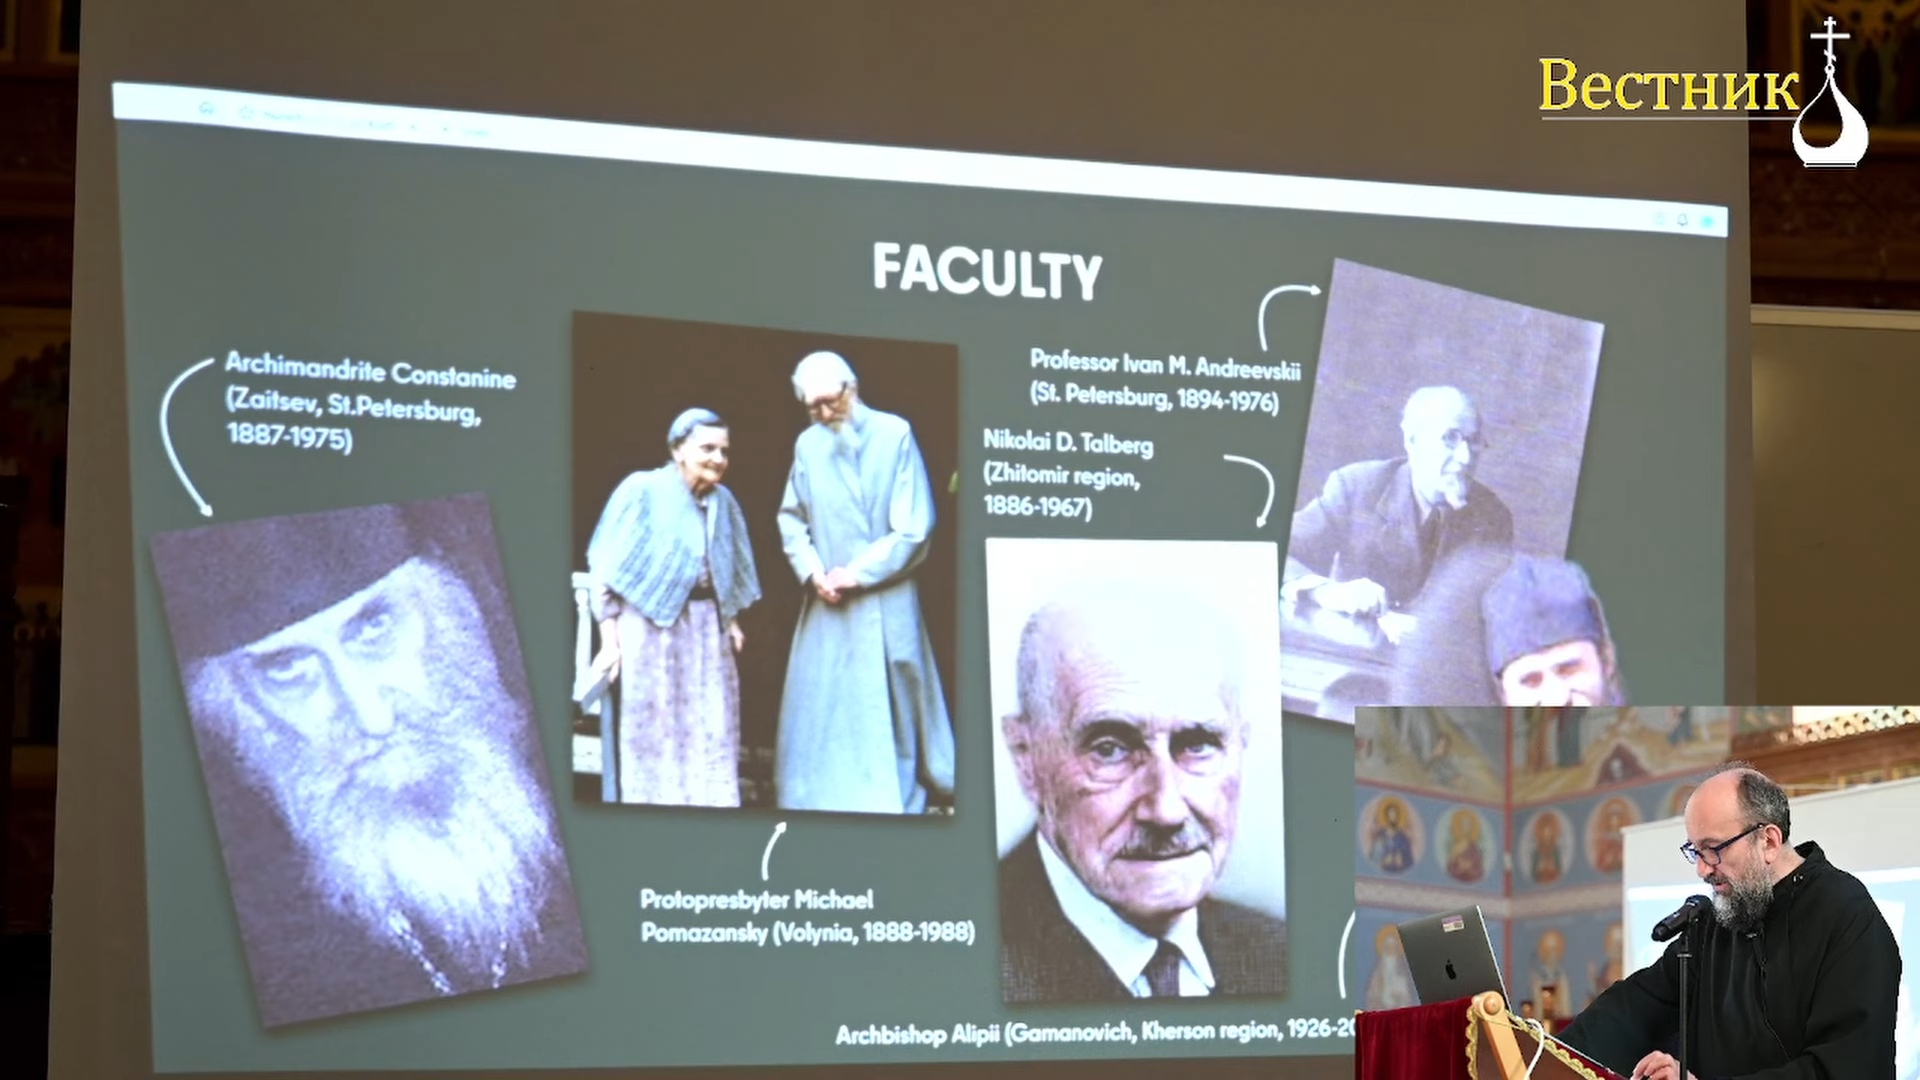 Вестник
FACULTY
Archimandrite Constanine
(Zaitsev, St.Petersburg,
1887-1975)
Professor Ivan M. Andreevskii
(St. Petersburg, 1894-1976)
Nikolai D. Talberg
(Zhitomir region,
1886-1967)
Protopresbyter Michael
Pomazansky (Volynia, 1888-1988)
Archbishop Alipii (Gamanovich, Kherson region, 1926-20